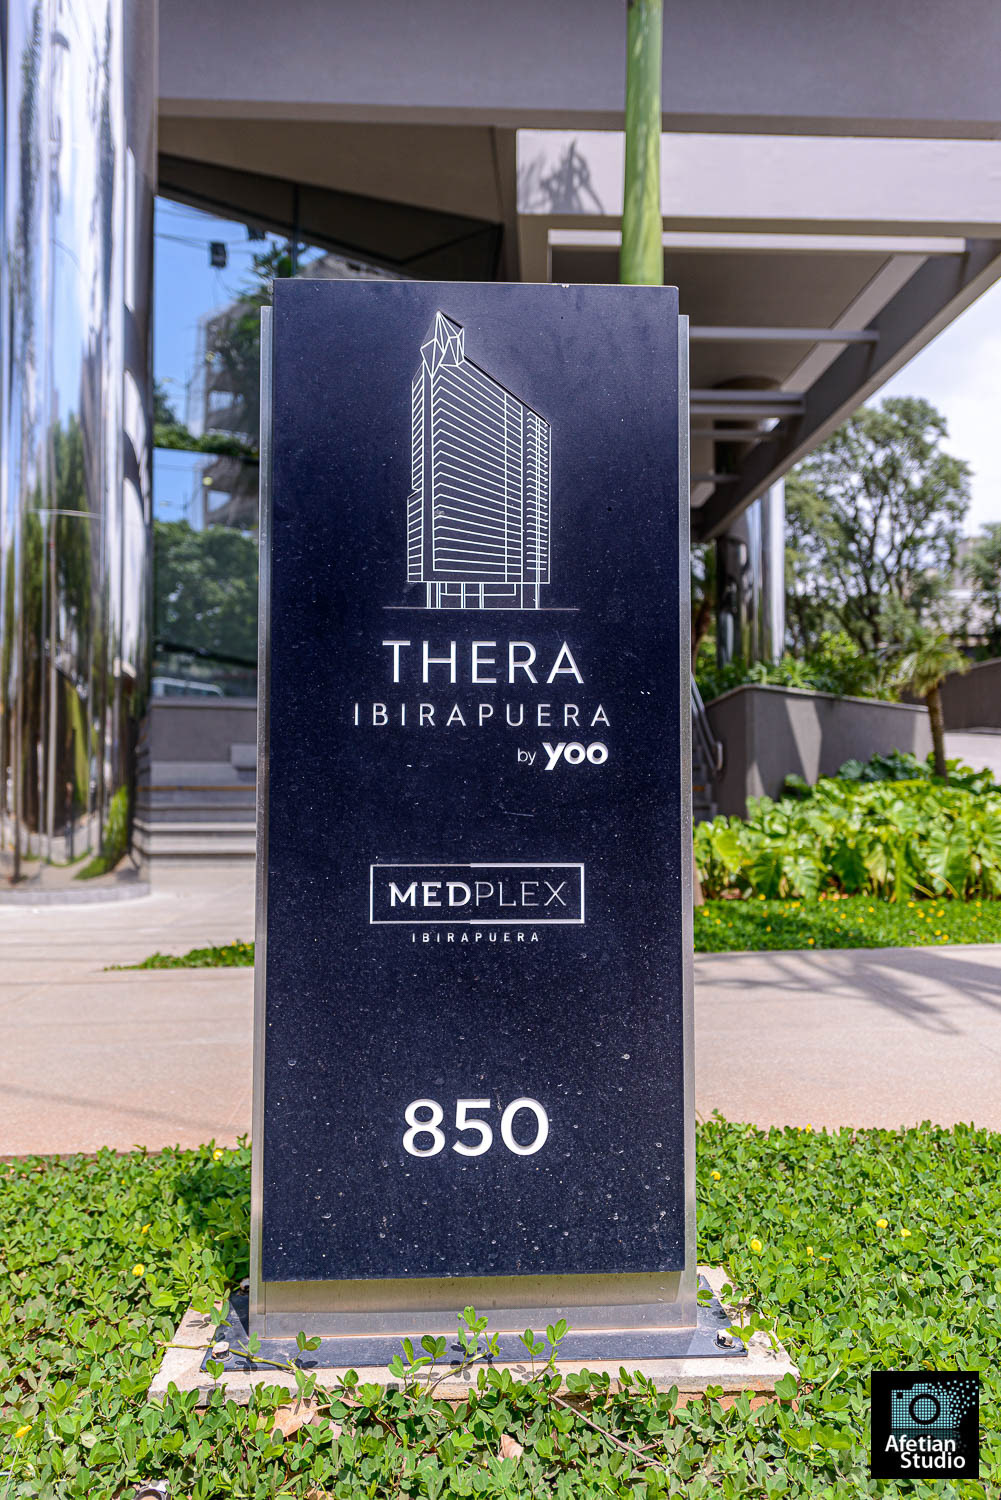 THERA
IBIRAPUERA
by yoo
MEDPLEX
IBIRAPUERA
850
Afetian
Studio